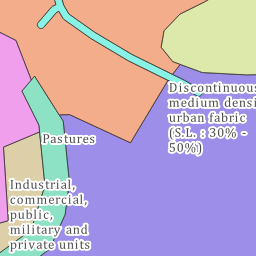 Discontinuous
medium densi
urban fabric
(S.L. : 30% -
50%)
Pastures
Industrial,
commercial,
public,
military and
private units